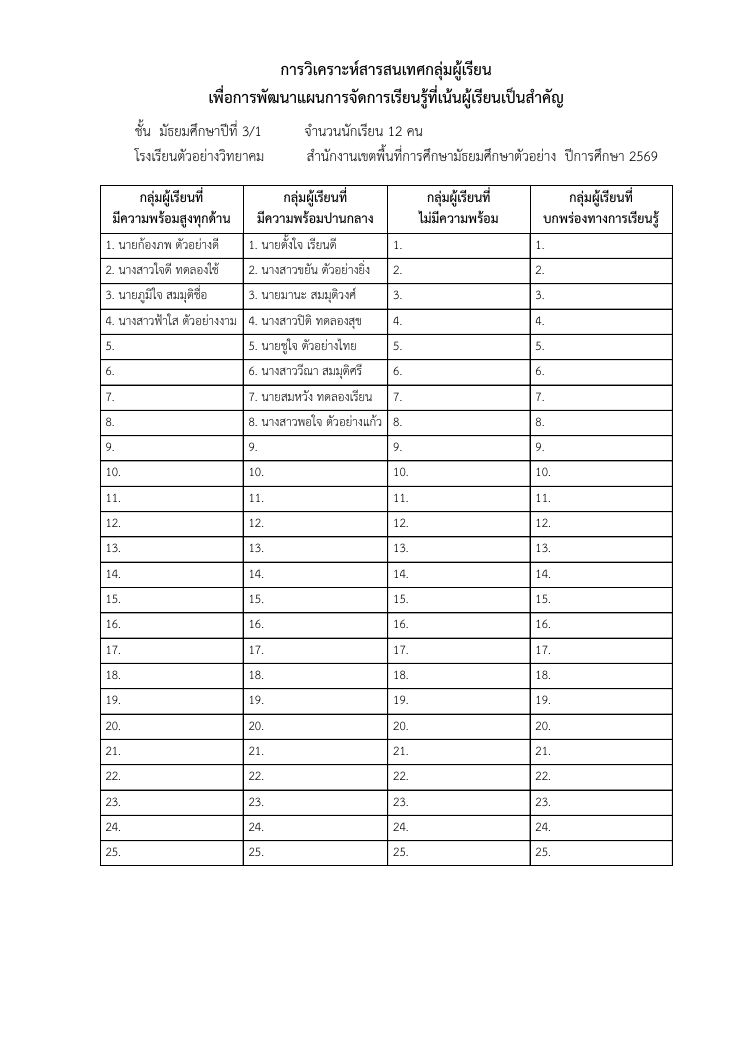 การวิเคราะห์สารสนเทศกลุ่มผู้เรียน
เพื่อการพัฒนาแผนการจัดการเรียนรู้ที่เน้นผู้เรียนเป็นสำคัญ
ชั้น มัธยมศึกษาปีที่ 3/1 จำนวนนักเรียน 12 คน
โรงเรียนตัวอย่างวิทยาคม สำนักงานเขตพื้นที่การศึกษามัธยมศึกษาตัวอย่าง ปีการศึกษา 2569
กลุ่มผู้เรียนที่ กลุ่มผู้เรียนที่ กลุ่มผู้เรียนที่ กลุ่มผู้เรียนที่
มีความพร้อมสูงทุกด้าน มีความพร้อมปานกลาง ไม่มีความพร้อม บกพร่องทางการเรียนรู้
1. นายก้องภพ ตัวอย่างดี 1. นายตั้งใจ เรียนดี 1. 1.
2. นางสาวใจดี ทดลองใช้ 2. นางสาวขยัน ตัวอย่างยิ่ง 2. 2.
3. นายภูมิใจ สมมุติชื่อ 3. นายมานะ สมมุติวงศ์ 3. 3.
4. นางสาวฟ้าใส ตัวอย่างงาม 4. นางสาวปิติ ทดลองสุข 4. 4.
5. 5. นายชูใจ ตัวอย่างไทย 5. 5.
6. 6. นางสาววีณา สมมุติศรี 6. 6.
7. 7. นายสมหวัง ทดลองเรียน 7. 7.
8. 8. นางสาวพอใจ ตัวอย่างแก้ว 8. 8.
9. 9. 9. 9.
10. 10. 10. 10.
11. 11. 11. 11.
12. 12. 12. 12.
13. 13. 13. 13.
14. 14. 14. 14.
15. 15. 15. 15.
16. 16. 16. 16.
17. 17. 17. 17.
18. 18. 18. 18.
19. 19. 19. 19.
20. 20. 20. 20.
21. 21. 21. 21.
22. 22. 22. 22.
23. 23. 23. 23.
24. 24. 24. 24.
25. 25. 25. 25.